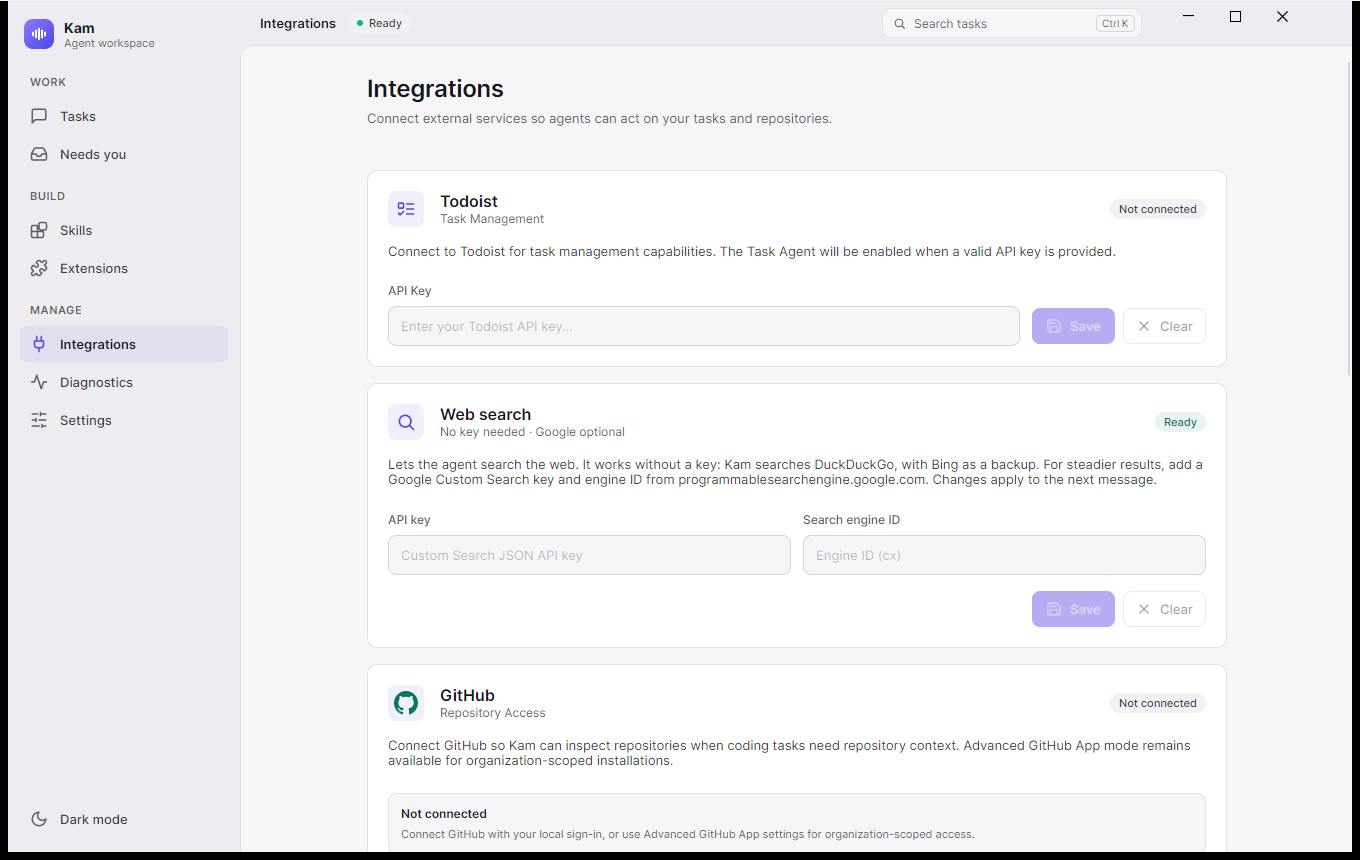 Kam
Agent workspace
WORK
Tasks
Needs you
BUILD
Skills
Extensions
MANAGE
Integrations
Diagnostics
Settings
Dark mode
Integrations
Ready
Search tasks
Ctrl K
Integrations
Connect external services so agents can act on your tasks and repositories.
Todoist
Task Management
Not connected
Connect to Todoist for task management capabilities. The Task Agent will be enabled when a valid API key is provided.
API Key
Enter your Todoist API key...
Save
Clear
Web search
No key needed · Google optional
Ready
Lets the agent search the web. It works without a key: Kam searches DuckDuckGo, with Bing as a backup. For steadier results, add a
Google Custom Search key and engine ID from programmablesearchengine.google.com. Changes apply to the next message.
API key
Search engine ID
Custom Search JSON API key
Engine ID (cx)
Save
Clear
GitHub
Repository Access
Not connected
Connect GitHub so Kam can inspect repositories when coding tasks need repository context. Advanced GitHub App mode remains
available for organization-scoped installations.
Not connected
Connect GitHub with your local sign-in, or use Advanced GitHub App settings for organization-scoped access.